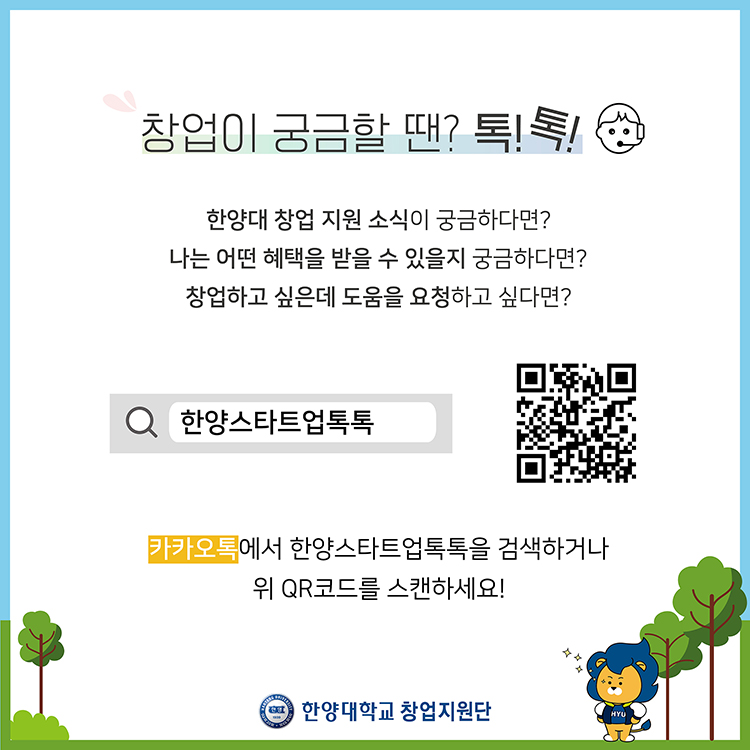 창업이 궁금할 땐? 톡!톡!
한양대 창업 지원 소식이 궁금하다면?
나는 어떤 혜택을 받을 수 있을지 궁금하다면?
창업하고 싶은데 도움을 요청하고 싶다면?
한양스타트업톡톡
카카오톡에서 한양스타트업톡톡을 검색하거나
위 QR코드를 스캔하세요!
HYU
한양대학교 창업지원단